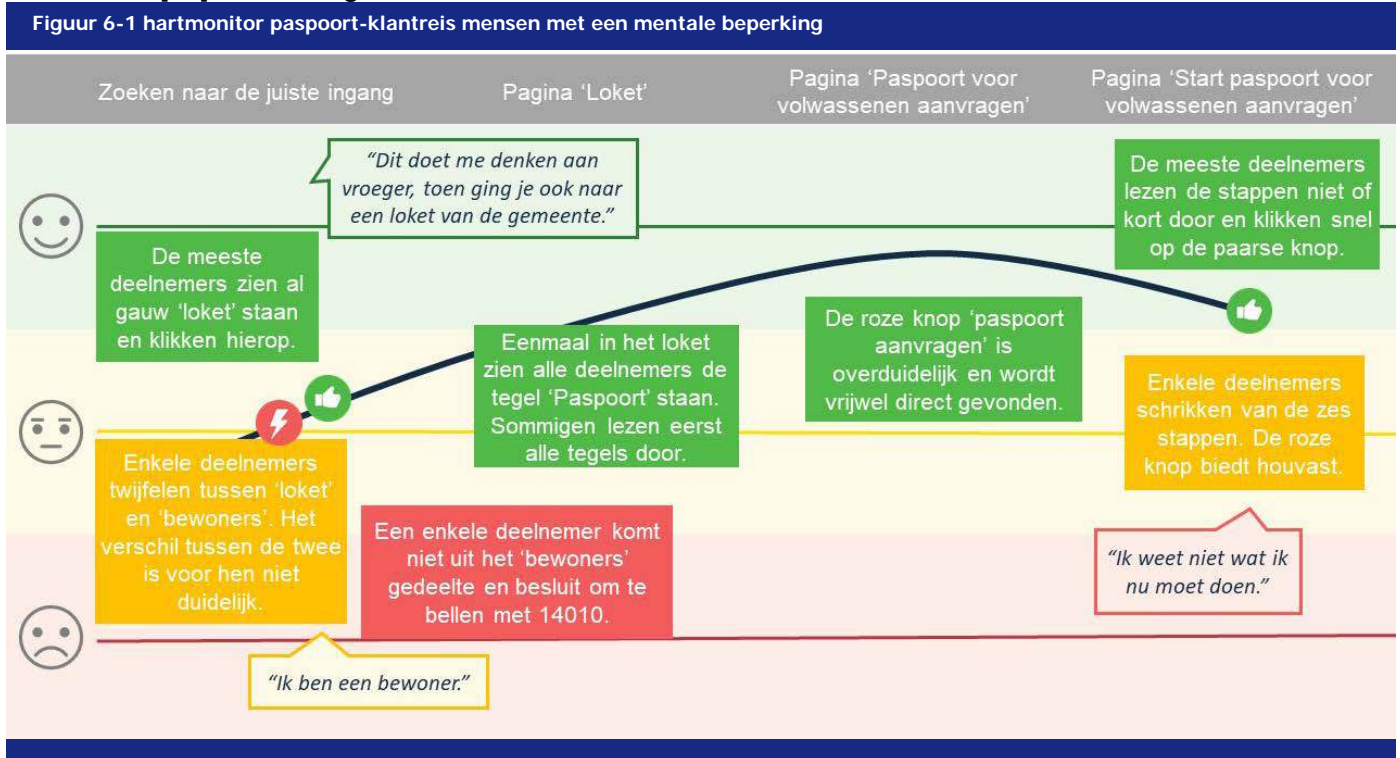 Figuur 6-1 hartmonitor paspoort-klantreis mensen met een mentale beperking
Zoeken naar de juiste ingang
Pagina ‘Loket’
Pagina ‘Paspoort voor
volwassenen aanvragen’
Pagina ‘Start paspoort voor
volwassenen aanvragen’
“Dit doet me denken aan
vroeger, toen ging je ook naar
een loket van de gemeente.”
De meeste
deelnemers zien al
gauw ‘loket’ staan
en klikken hierop.
Enkele deelnemers
twijfelen tussen ‘loket’
en ‘bewoners’. Het
verschil tussen de twee
is voor hen niet
duidelijk.
“Ik ben een bewoner.”
Een enkele deelnemer komt
niet uit het ‘bewoners’
gedeelte en besluit om te
bellen met 14010.
Eenmaal in het loket
zien alle deelnemers de
tegel ‘Paspoort’ staan.
Sommigen lezen eerst
alle tegels door.
De roze knop ‘paspoort
aanvragen’ is
overduidelijk en wordt
vrijwel direct gevonden.
De meeste deelnemers
lezen de stappen niet of
kort door en klikken snel
op de paarse knop.
Enkele deelnemers
schrikken van de zes
stappen. De roze
knop biedt houvast.
“Ik weet niet wat ik
nu moet doen.”